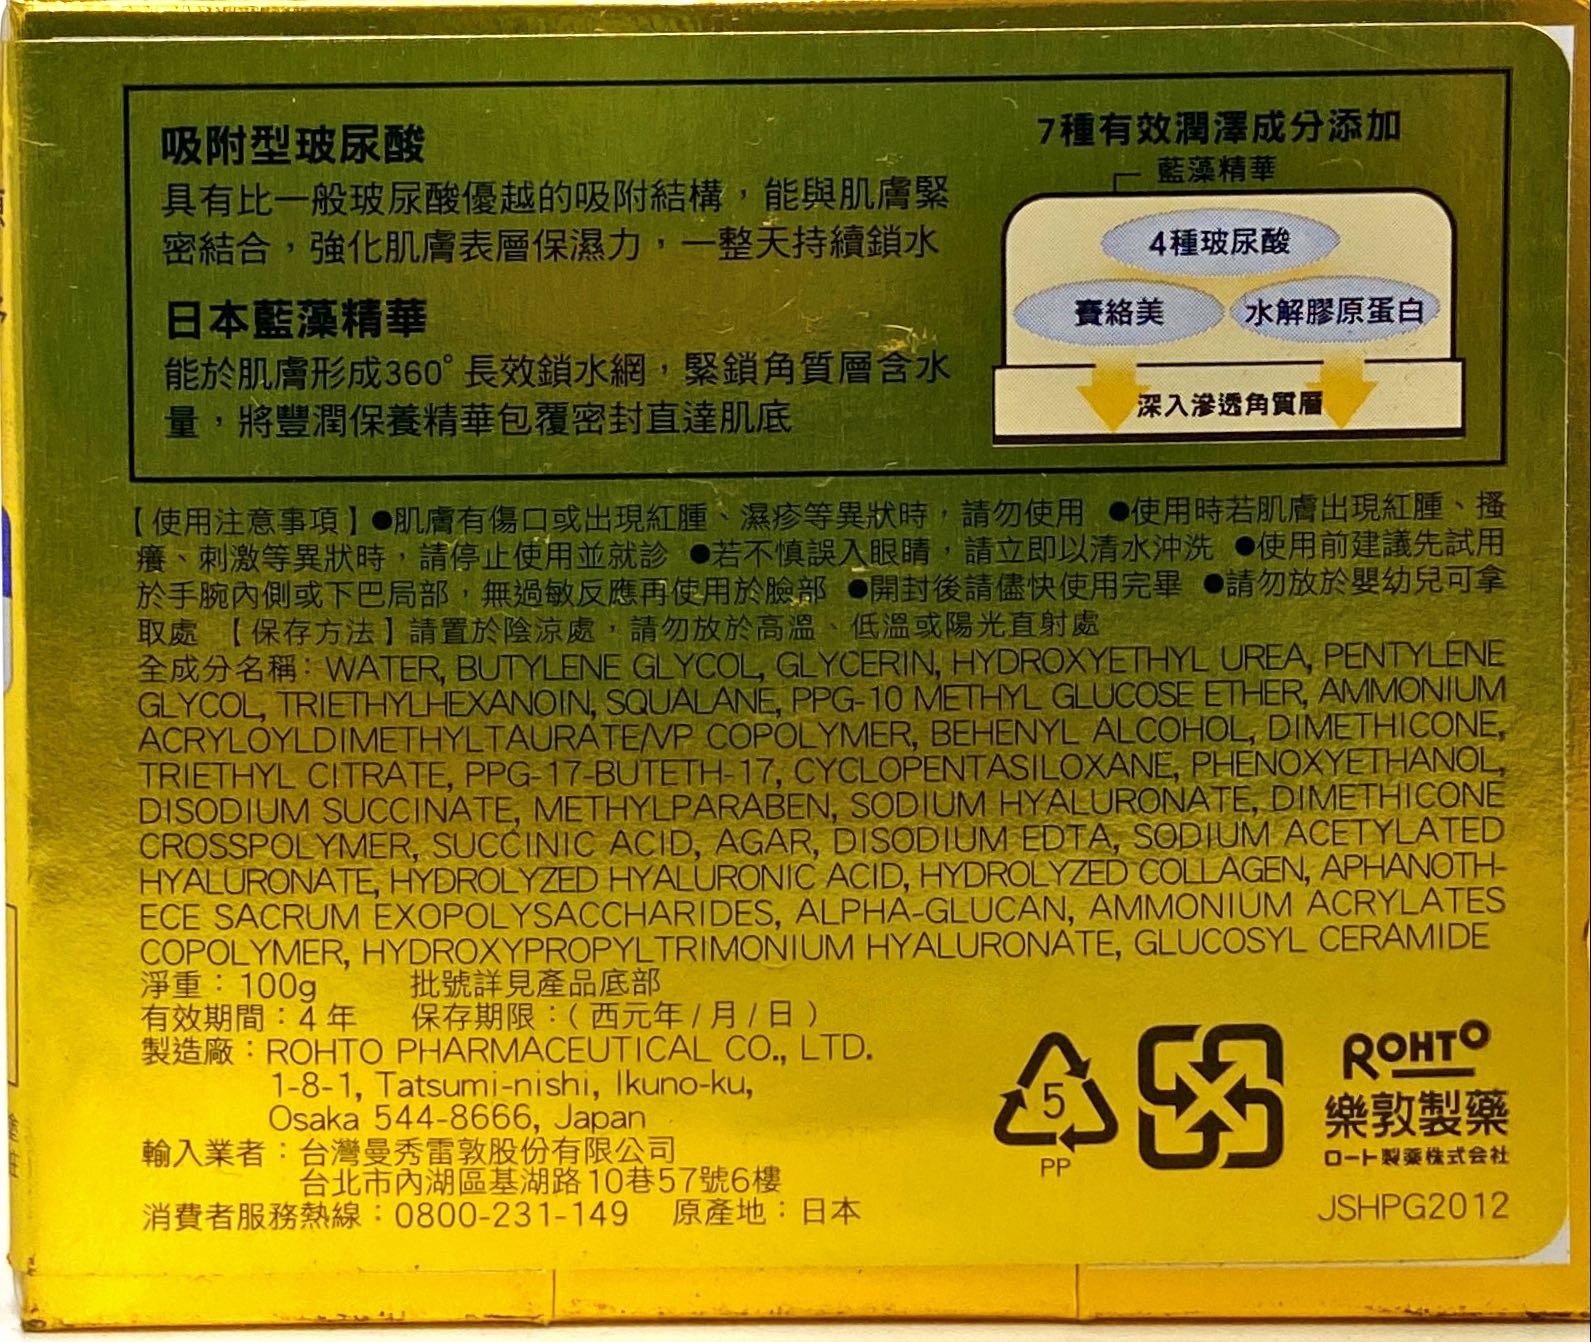 吸附型玻尿酸
具有比一般玻尿酸優越的吸附結構，能與肌膚緊
密結合，強化肌膚表層保濕力，一整天持續鎖水
日本藍藻精華
能於肌膚形成360°長效鎖水網，緊鎖角質層含水
量，將豐潤保養精華包覆密封直達肌底
7種有效潤澤成分添加
藍藻精華
4種玻尿酸
賽絡美
水解膠原蛋白
深入滲透角質層
【使用注意事項】●肌膚有傷口或出現紅腫、濕疹等異狀時，請勿使用 ●使用時若肌膚出現紅腫、搔
癢、刺激等異狀時，請停止使用並就診 ●若不慎誤入眼睛，請立即以清水沖洗 ●使用前建議先試用
於手腕內側或下巴局部，無過敏反應再使用於臉部 ●開封後請儘快使用完畢 ●請勿放於嬰幼兒可拿
取處 【保存方法】請置於陰涼處，請勿放於高溫、低溫或陽光直射處
全成分名稱：WATER, BUTYLENE GLYCOL, GLYCERIN, HYDROXYETHYL UREA, PENTYLENE
GLYCOL, TRIETHYLHEXANOIN, SQUALANE, PPG-10 METHYL GLUCOSE ETHER, AMMONIUM
ACRYLOYLDIMETHYLTAURATE/VP COPOLYMER, BEHENYL ALCOHOL, DIMETHICONE,
TRIETHYL CITRATE, PPG-17-BUTETH-17, CYCLOPENTASILOXANE, PHENOXYETHANOL,
DISODIUM SUCCINATE, METHYLPARABEN, SODIUM HYALURONATE, DIMETHICONE
CROSSPOLYMER, SUCCINIC ACID, AGAR, DISODIUM EDTA, SODIUM ACETYLATED
HYALURONATE, HYDROLYZED HYALURONIC ACID, HYDROLYZED COLLAGEN, APHANOTH-
ECE SACRUM EXOPOLYSACCHARIDES, ALPHA-GLUCAN, AMMONIUM ACRYLATES
COPOLYMER, HYDROXYPROPYLTRIMONIUM HYALURONATE, GLUCOSYL CERAMIDE
淨重：100g 批號詳見產品底部
有效期間：4年 保存期限：（西元年/月/日）
製造廠：ROHTO PHARMACEUTICAL CO., LTD.
1-8-1, Tatsumi-nishi, Ikuno-ku,
Osaka 544-8666, Japan
輸入業者：台灣曼秀雷敦股份有限公司
台北市內湖區基湖路10巷57號6樓
消費者服務熱線：0800-231-149 原產地：日本
5
PP
ROHTO
樂敦製藥
ロート製薬株式会社
JSHPG2012